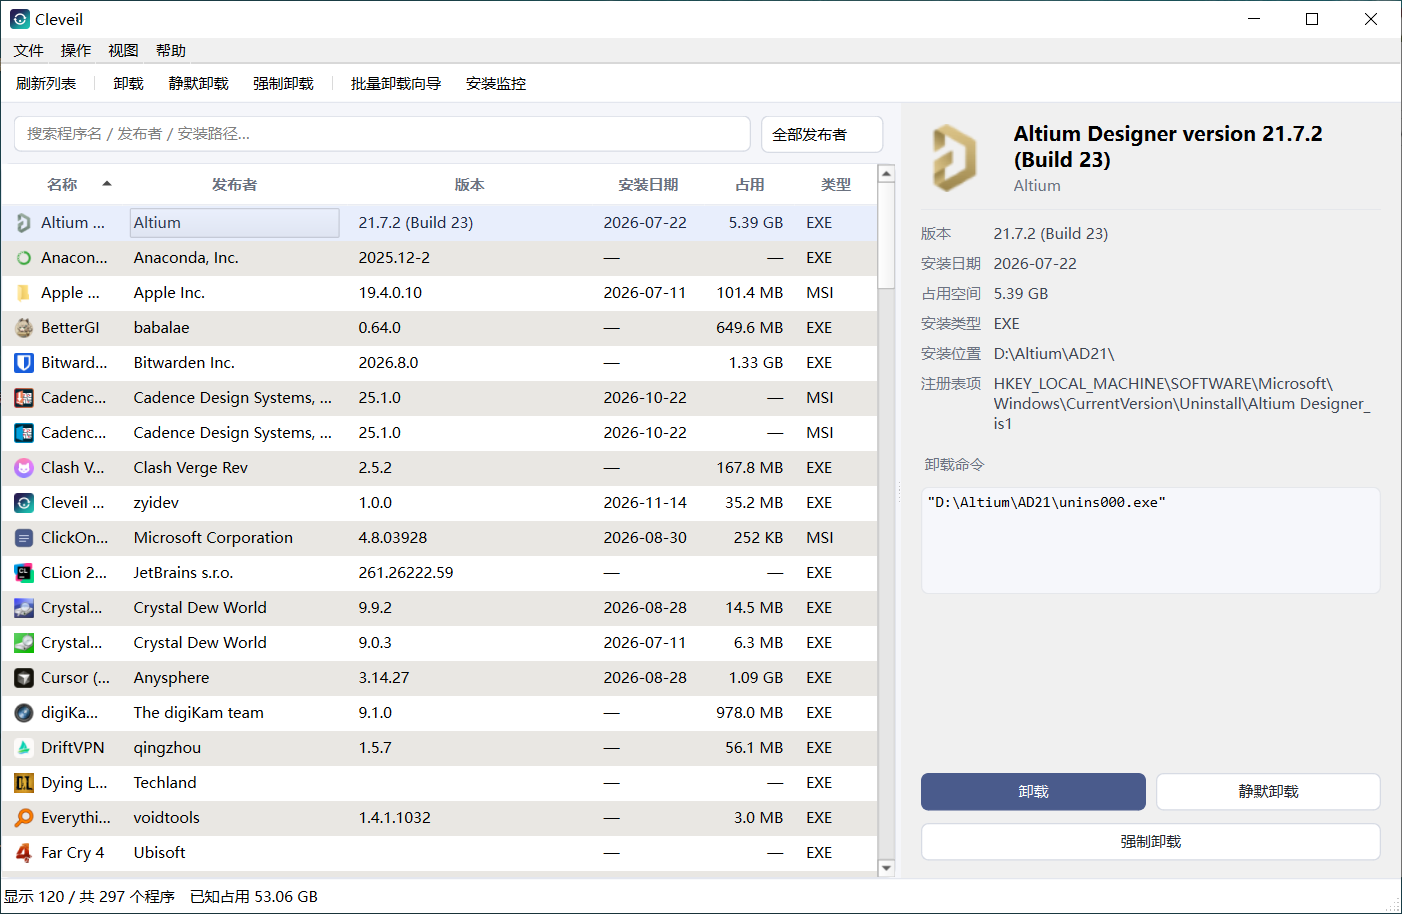 Cleveil
文件 操作 视图 帮助
刷新列表 卸载 静默卸载 强制卸载 批量卸载向导 安装监控
搜索程序名 / 发布者 / 安装路径... 全部发布者
名称 发布者 版本 安装日期 占用 类型
Altium ... Altium 21.7.2 (Build 23) 2026-07-22 5.39 GB EXE
Anacon... Anaconda, Inc. 2025.12-2 — — EXE
Apple ... Apple Inc. 19.4.0.10 2026-07-11 101.4 MB MSI
BetterGI babalae 0.64.0 — 649.6 MB EXE
Bitward... Bitwarden Inc. 2026.8.0 — 1.33 GB EXE
Cadenc... Cadence Design Systems, ... 25.1.0 2026-10-22 — MSI
Cadenc... Cadence Design Systems, ... 25.1.0 2026-10-22 — MSI
Clash V... Clash Verge Rev 2.5.2 — 167.8 MB EXE
Cleveil ... zyidev 1.0.0 2026-11-14 35.2 MB EXE
ClickOn... Microsoft Corporation 4.8.03928 2026-08-30 252 KB MSI
CLion 2... JetBrains s.r.o. 261.26222.59 — — EXE
Crystal... Crystal Dew World 9.9.2 2026-08-28 14.5 MB EXE
Crystal... Crystal Dew World 9.0.3 2026-07-11 6.3 MB EXE
Cursor (... Anysphere 3.14.27 2026-08-28 1.09 GB EXE
digiKa... The digiKam team 9.1.0 — 978.0 MB EXE
DriftVPN qingzhou 1.5.7 — 56.1 MB EXE
Dying L... Techland — — EXE
Everythi... voidtools 1.4.1.1032 — 3.0 MB EXE
Far Cry 4 Ubisoft — — EXE
显示 120 / 共 297 个程序 已知占用 53.06 GB
Altium Designer version 21.7.2
(Build 23)
Altium
版本 21.7.2 (Build 23)
安装日期 2026-07-22
占用空间 5.39 GB
安装类型 EXE
安装位置 D:\Altium\AD21\
注册表项 HKEY_LOCAL_MACHINE\SOFTWARE\Microsoft\
Windows\CurrentVersion\Uninstall\Altium Designer_
is1
卸载命令
"D:\Altium\AD21\unins000.exe"
卸载 静默卸载
强制卸载